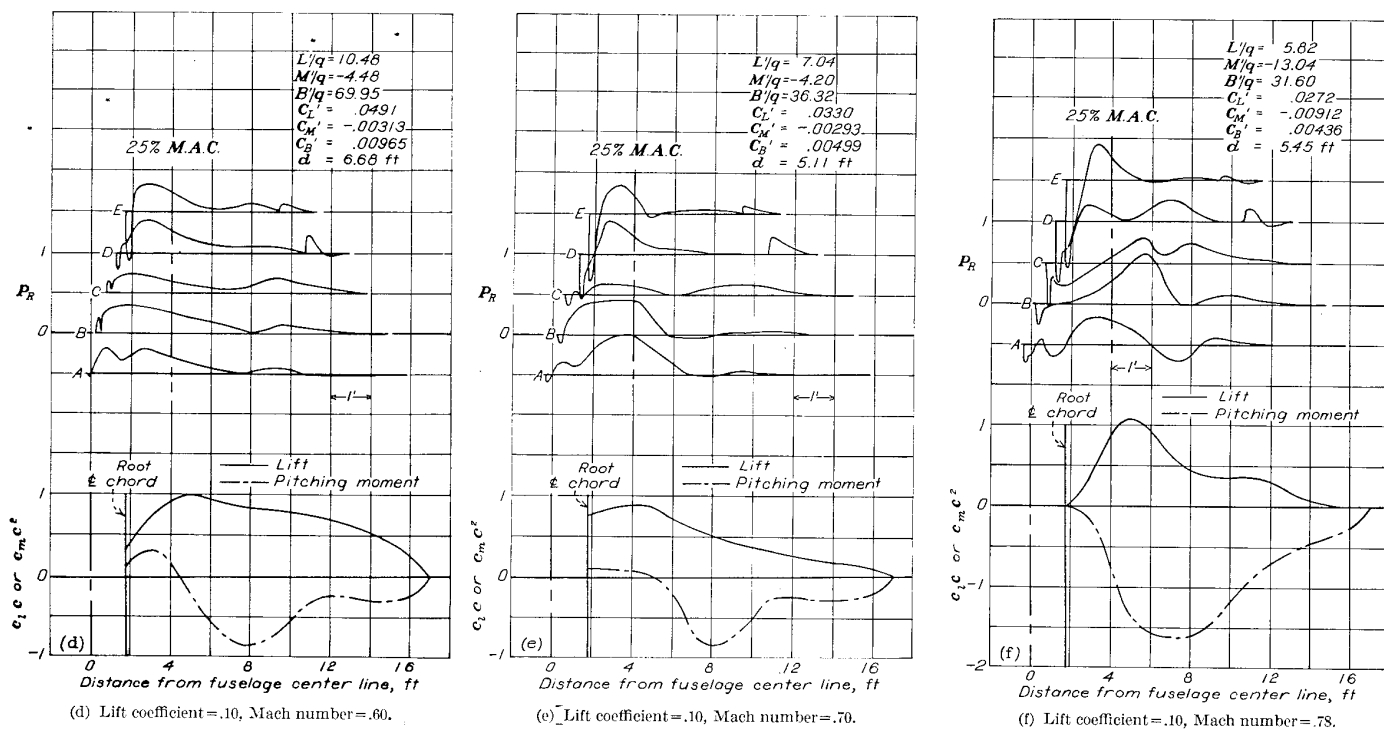 L'/q= 10.48
M'/q=-4.48
B'/q=69.95
C_L' = .0491
C_M' = -.00313
C_B' = .00965
d = 6.68 ft
25% M.A.C.
E
D
1
P_R
C
0
B
A
1'
Root
℄ chord
Lift
Pitching moment
1
0
-1
c_l c or c_m c²
(d)
0 4 8 12 16
Distance from fuselage center line, ft
(d) Lift coefficient=.10, Mach number=.60.
L'/q= 7.04
M'/q=-4.20
B'/q=36.32
C_L' = .0330
C_M' = -.00293
C_B' = .00499
d = 5.11 ft
25% M.A.C.
E
D
1
P_R
C
0
B
A
1'
Root
℄ chord
Lift
Pitching moment
1
0
-1
c_l c or c_m c²
(e)
0 4 8 12 16
Distance from fuselage center line, ft
(e) Lift coefficient=.10, Mach number=.70.
L'/q= 5.82
M'/q=-13.04
B'/q= 31.60
C_L' = .0272
C_M' = -.00912
C_B' = .00436
d = 5.45 ft
25% M.A.C.
E
D
1
P_R
C
0
B
A
1'
Root
℄ chord
Lift
Pitching moment
1
0
-1
-2
c_l c or c_m c²
(f)
0 4 8 12 16
Distance from fuselage center line, ft
(f) Lift coefficient=.10, Mach number=.78.